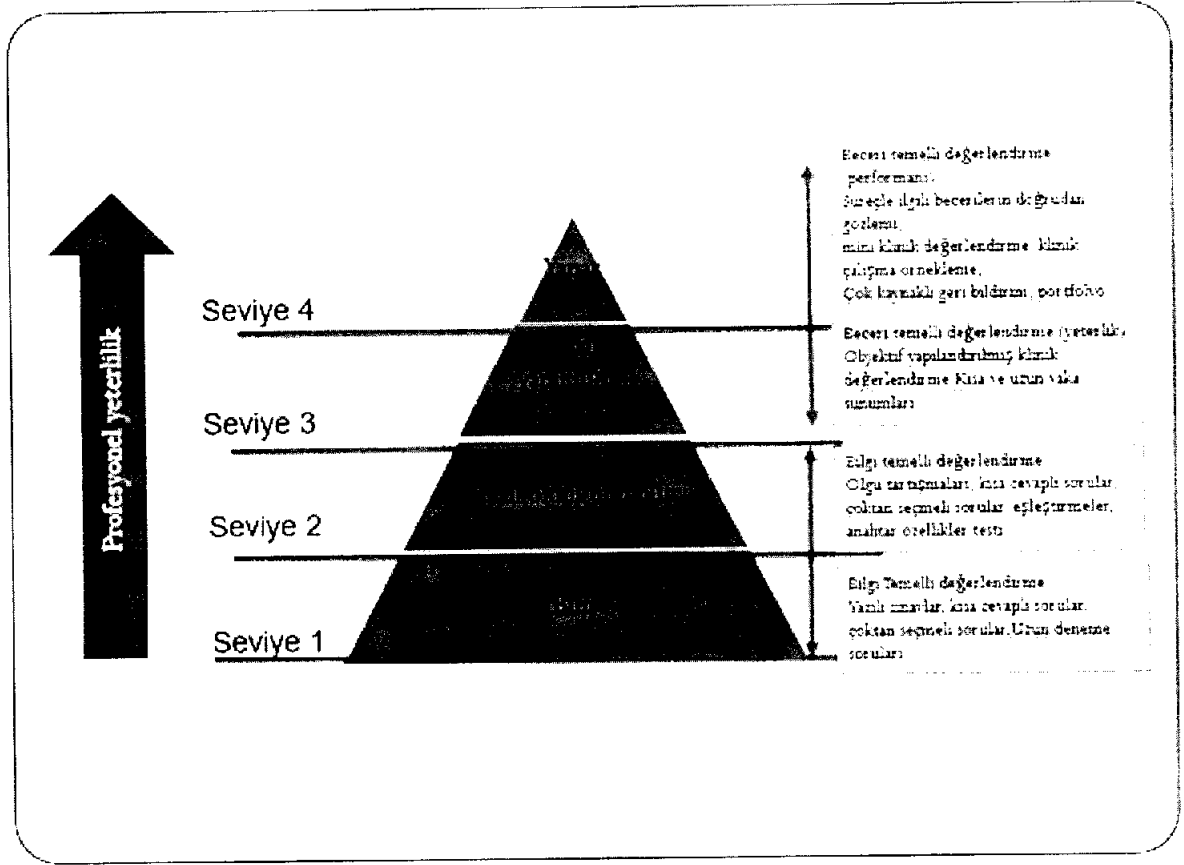 Profesyonel yeterlilik
Seviye 4
Seviye 3
Seviye 2
Seviye 1
Beceri temelli değerlendirme
performans).
Süreçle ilgili becerilerin doğrudan
gözlemi,
mini klinik değerlendirme, klinik
çalışma örnekleme,
Çok kaynaklı geri bildirim, portfolyo
Beceri temelli değerlendirme (yeterlik)
Objektif yapılandırılmış klinik
değerlendirme Kısa ve uzun vaka
sunumları
Bilgi temelli değerlendirme
Olgu tartışmaları, kısa cevaplı sorular,
çoktan seçmeli sorular, eşleştirmeler,
anahtar özellikler testi
Bilgi Temelli değerlendirme
Yazılı sınavlar, kısa cevaplı sorular,
çoktan seçmeli sorular,Uzun deneme
soruları